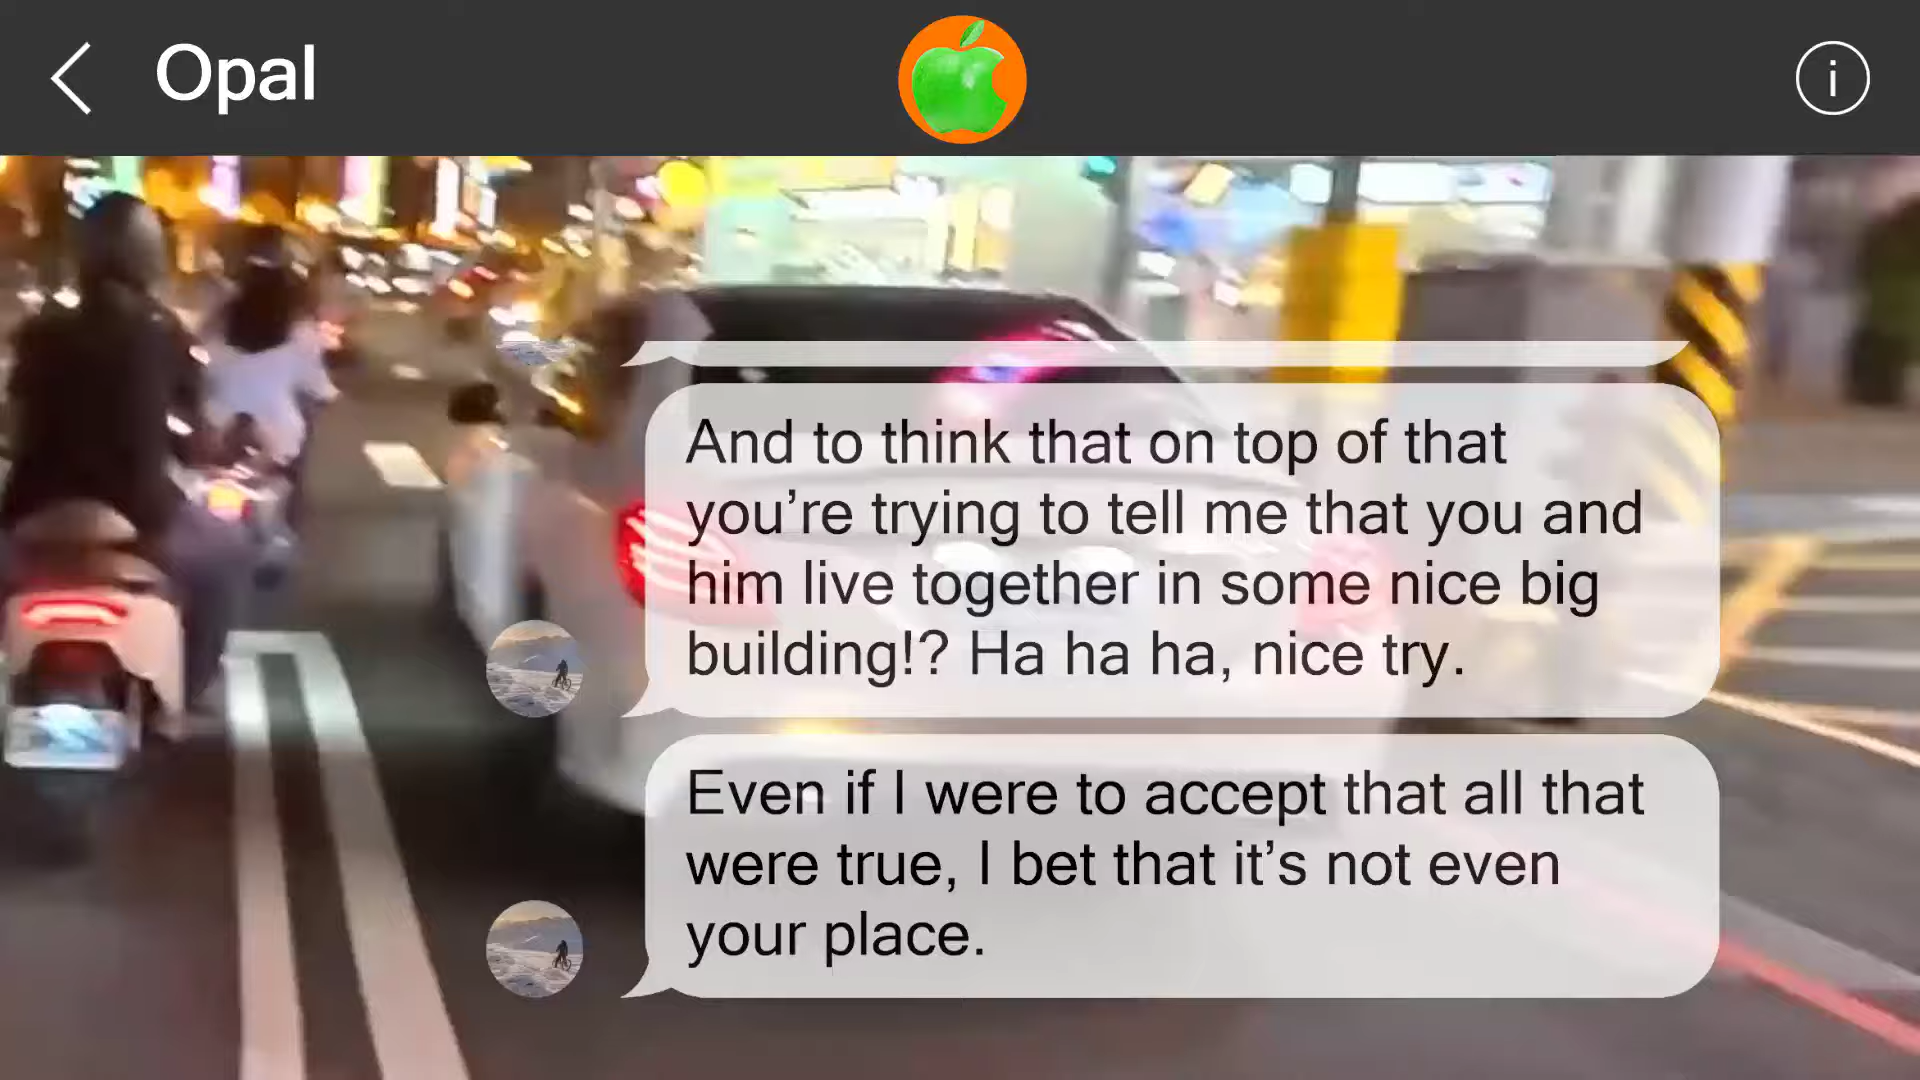 Opal
And to think that on top of that
you’re trying to tell me that you and
him live together in some nice big
building!? Ha ha ha, nice try.
Even if I were to accept that all that
were true, I bet that it’s not even
your place.